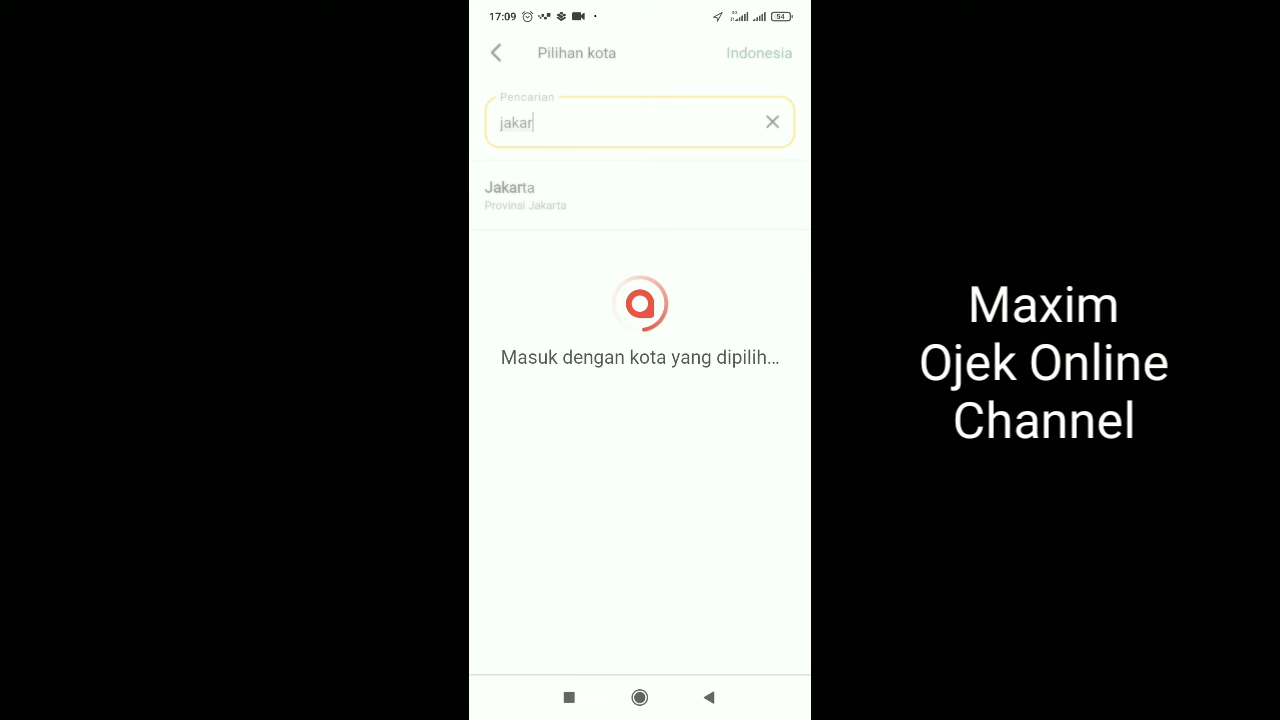 17:09
54
Pilihan kota
Indonesia
Pencarian
jakar
Jakarta
Provinsi Jakarta
Masuk dengan kota yang dipilih...
Maxim
Ojek Online
Channel